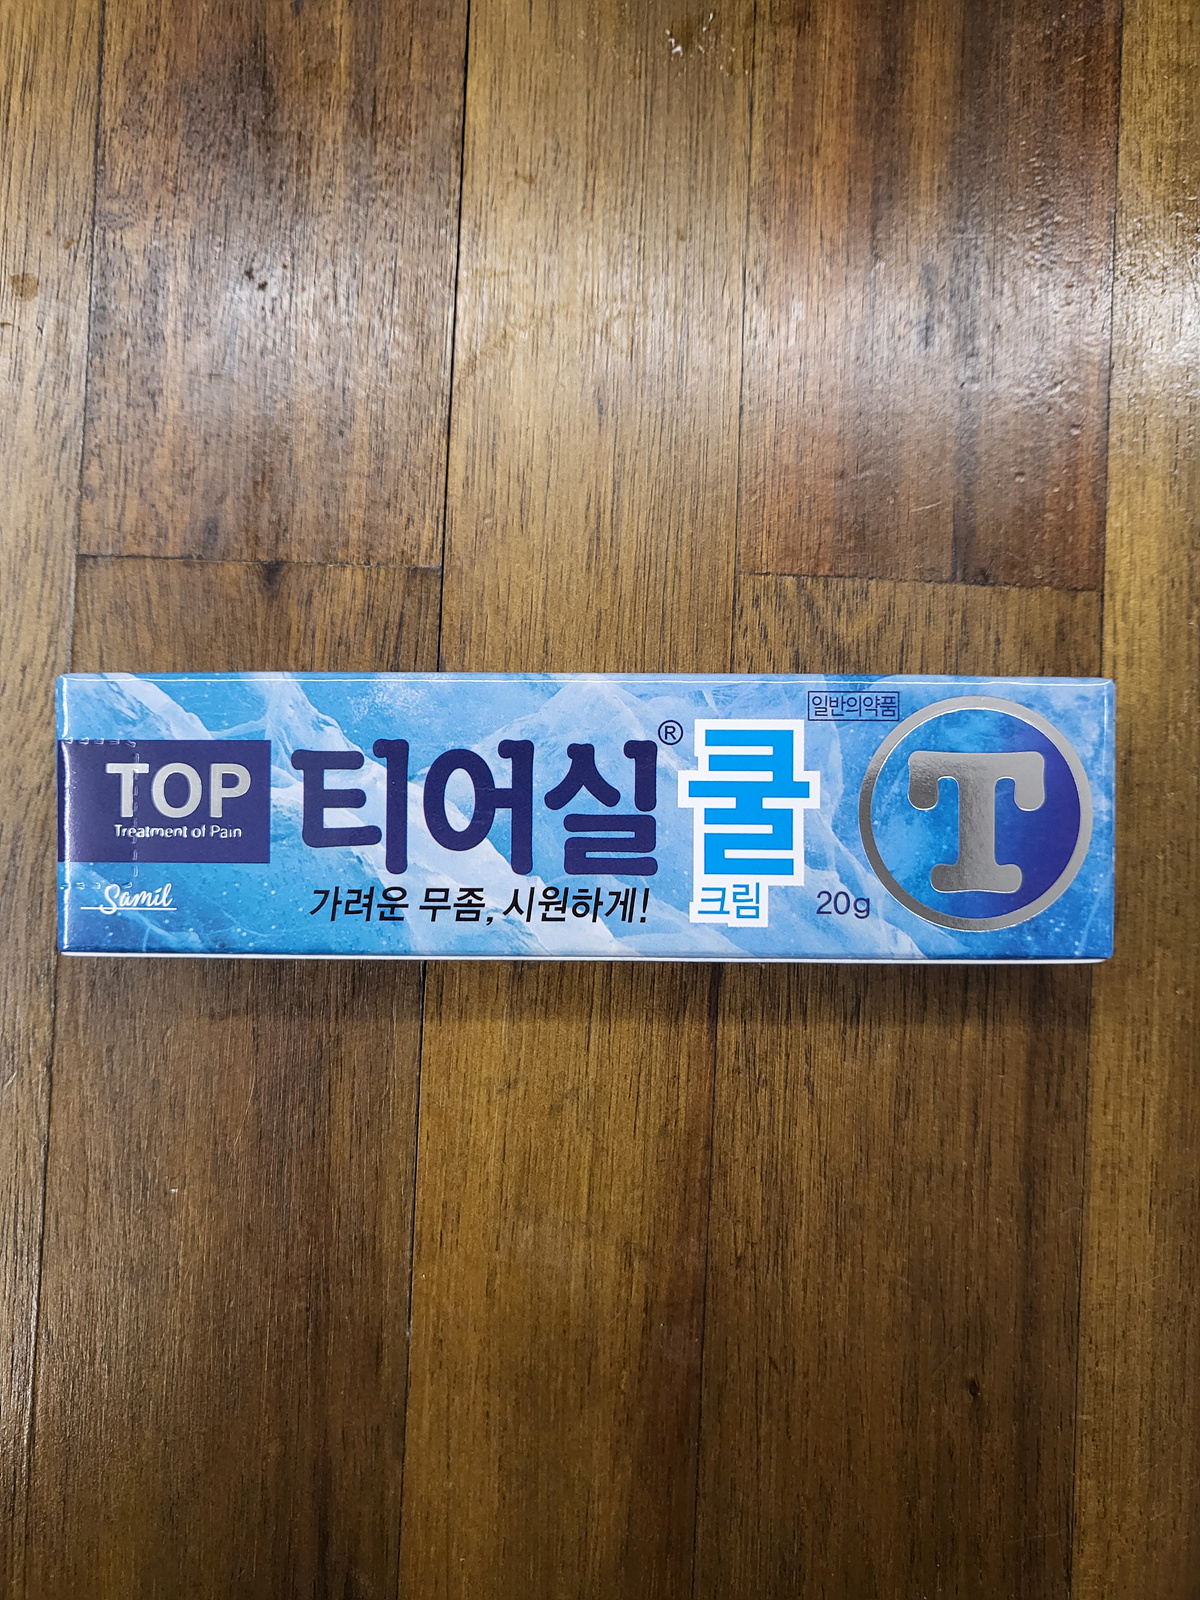 일반의약품
TOP
Treatment of Pain
티어실® 쿨
크림
가려운 무좀, 시원하게!
20g
Samil
T